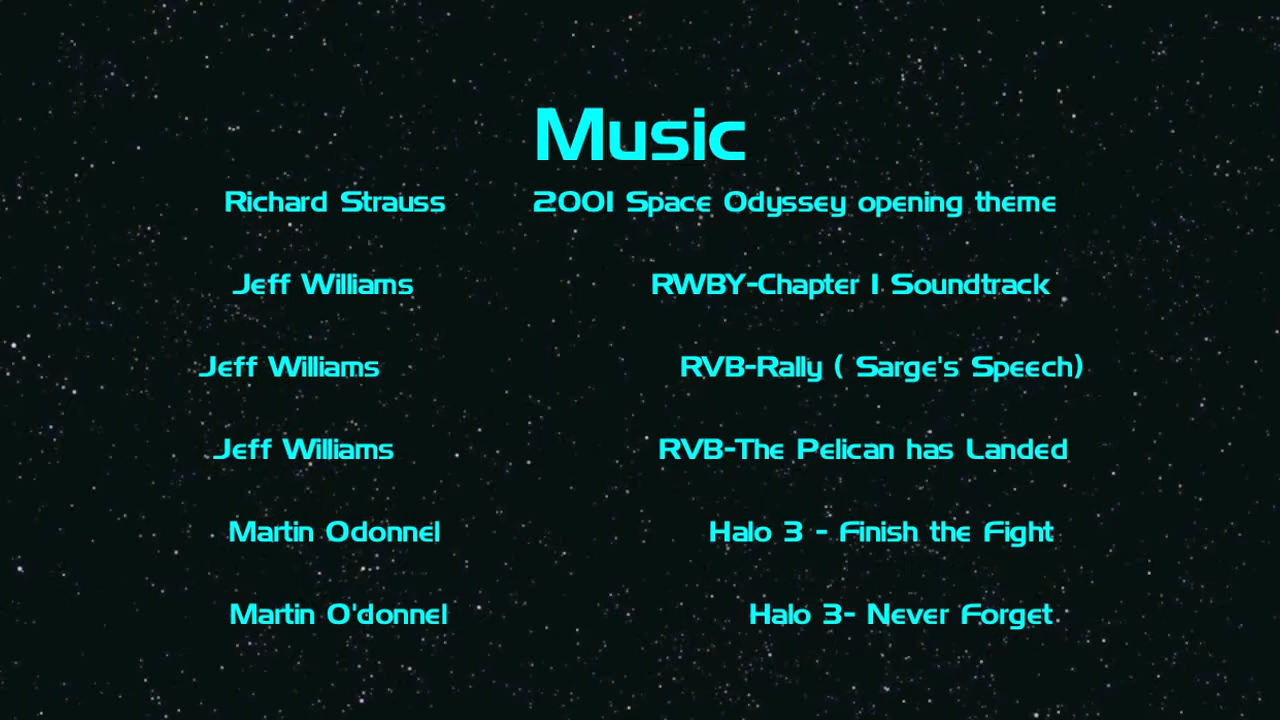 Music
Richard Strauss 2001 Space Odyssey opening theme
Jeff Williams RWBY-Chapter 1 Soundtrack
Jeff Williams RVB-Rally ( Sarge's Speech)
Jeff Williams RVB-The Pelican has Landed
Martin Odonnel Halo 3 - Finish the Fight
Martin O'donnel Halo 3- Never Forget